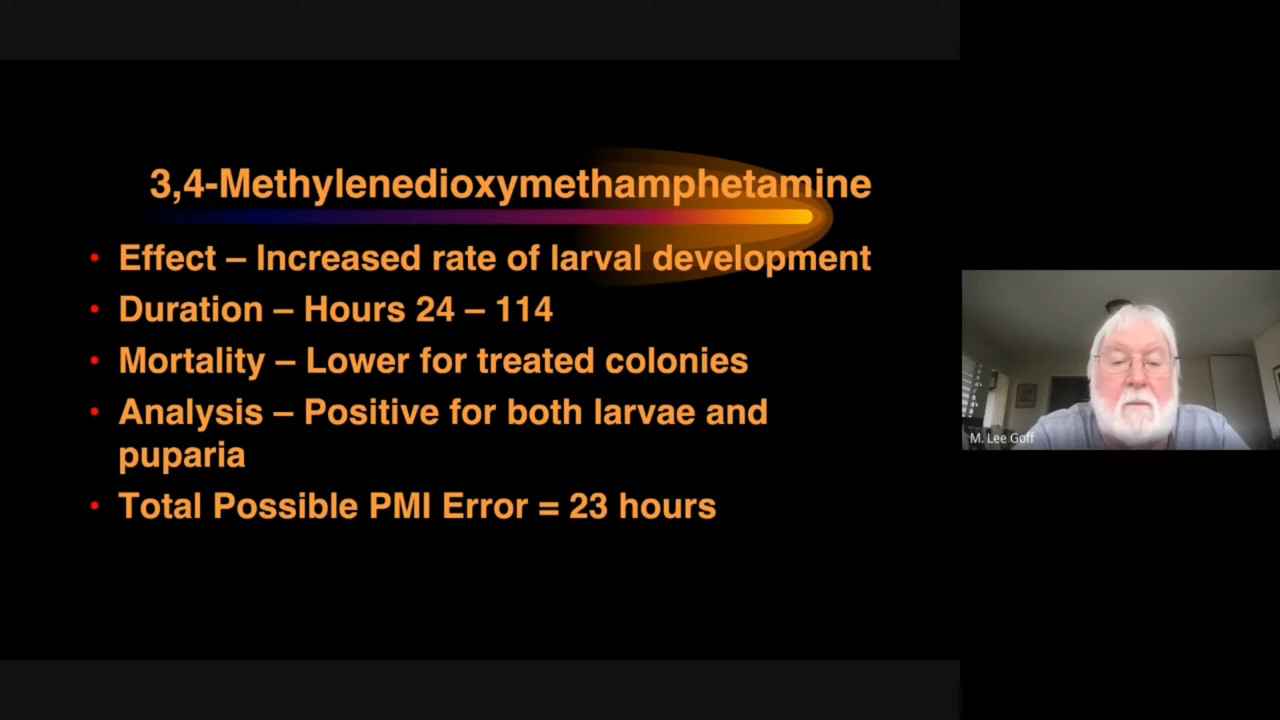 3,4-Methylenedioxymethamphetamine
• Effect – Increased rate of larval development
• Duration – Hours 24 – 114
• Mortality – Lower for treated colonies
• Analysis – Positive for both larvae and
puparia
• Total Possible PMI Error = 23 hours
M. Lee Goff